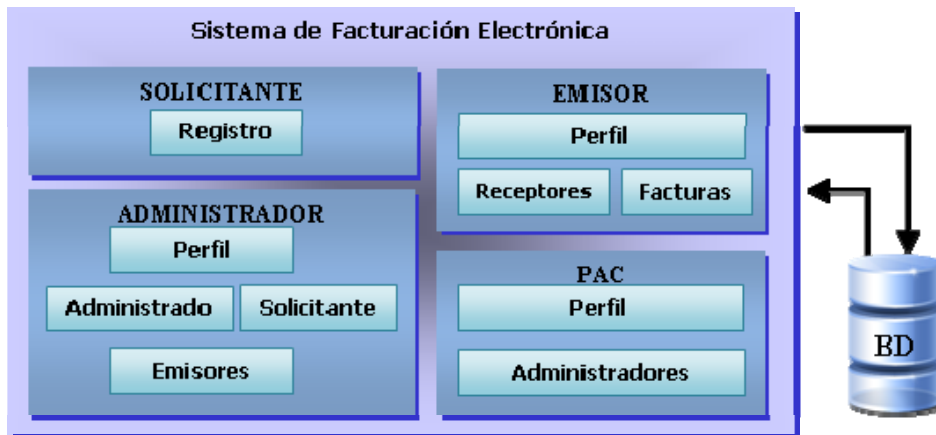 Sistema de Facturación Electrónica
SOLICITANTE
Registro
EMISOR
Perfil
Receptores
Facturas
ADMINISTRADOR
Perfil
Administrado
Solicitante
Emisores
PAC
Perfil
Administradores
BD